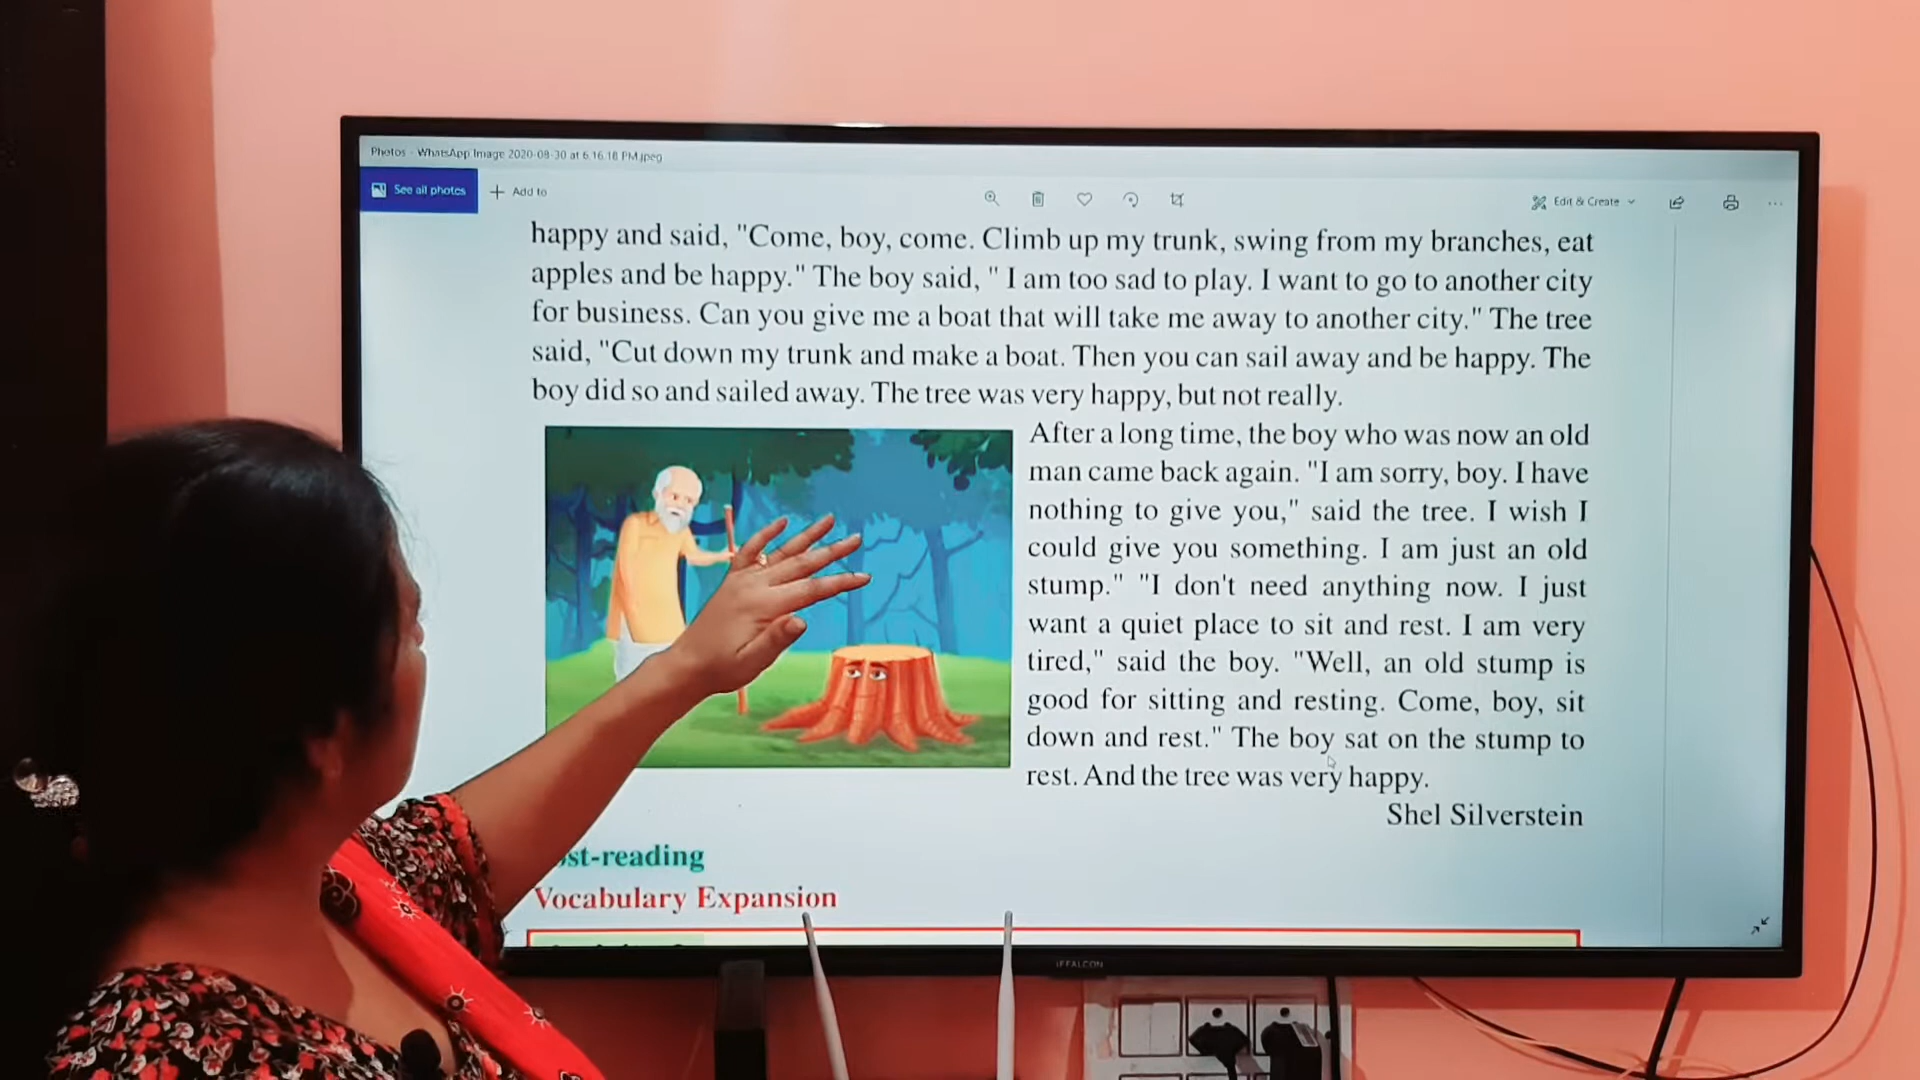 Photos - WhatsApp Image 2020-08-30 at 6.16.18 PM.jpeg
See all photos
Add to
Edit & Create
happy and said, "Come, boy, come. Climb up my trunk, swing from my branches, eat
apples and be happy." The boy said, " I am too sad to play. I want to go to another city
for business. Can you give me a boat that will take me away to another city." The tree
said, "Cut down my trunk and make a boat. Then you can sail away and be happy. The
boy did so and sailed away. The tree was very happy, but not really.
After a long time, the boy who was now an old
man came back again. "I am sorry, boy. I have
nothing to give you," said the tree. I wish I
could give you something. I am just an old
stump." "I don't need anything now. I just
want a quiet place to sit and rest. I am very
tired," said the boy. "Well, an old stump is
good for sitting and resting. Come, boy, sit
down and rest." The boy sat on the stump to
rest. And the tree was very happy.
Shel Silverstein
st-reading
Vocabulary Expansion
iFFALCON